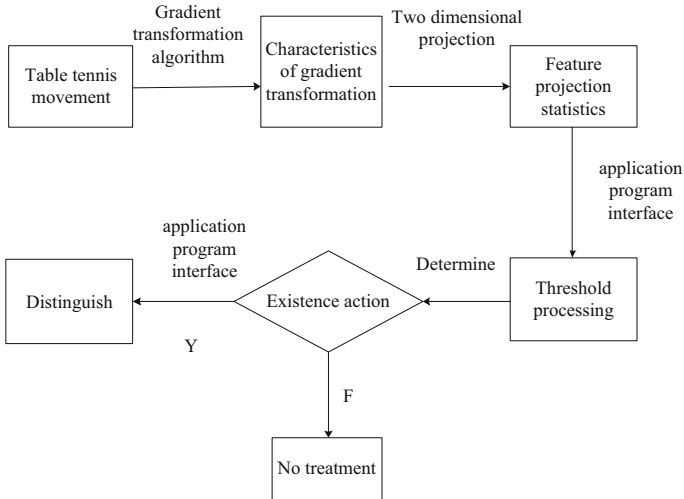 Table tennis
movement
Gradient
transformation
algorithm
Characteristics
of gradient
transformation
Two dimensional
projection
Feature
projection
statistics
application
program
interface
Threshold
processing
Determine
Existence action
application
program
interface
Y
Distinguish
F
No treatment